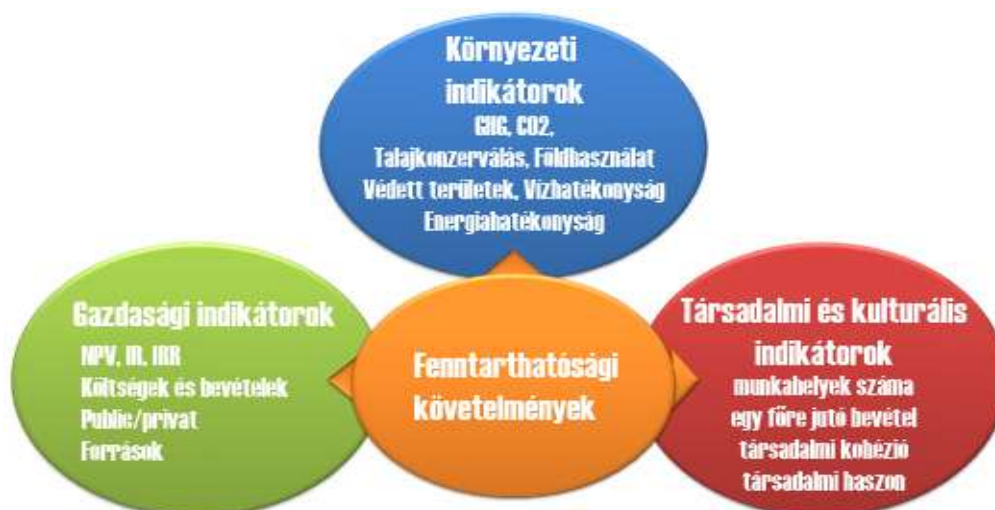 Környezeti
indikátorok
GHG, CO2,
Talajkonzerválás, Földhasználat
Védett területek, Vízhatékonyság
Energiahatékonyság
Gazdasági indikátorok
NPV, IR, IRR
Költségek és bevételek
Public/privat
Források
Fenntarthatósági
követelmények
Társadalmi és kulturális
indikátorok
munkahelyek száma
egy főre jutó bevétel
társadalmi kohézió
társadalmi haszon